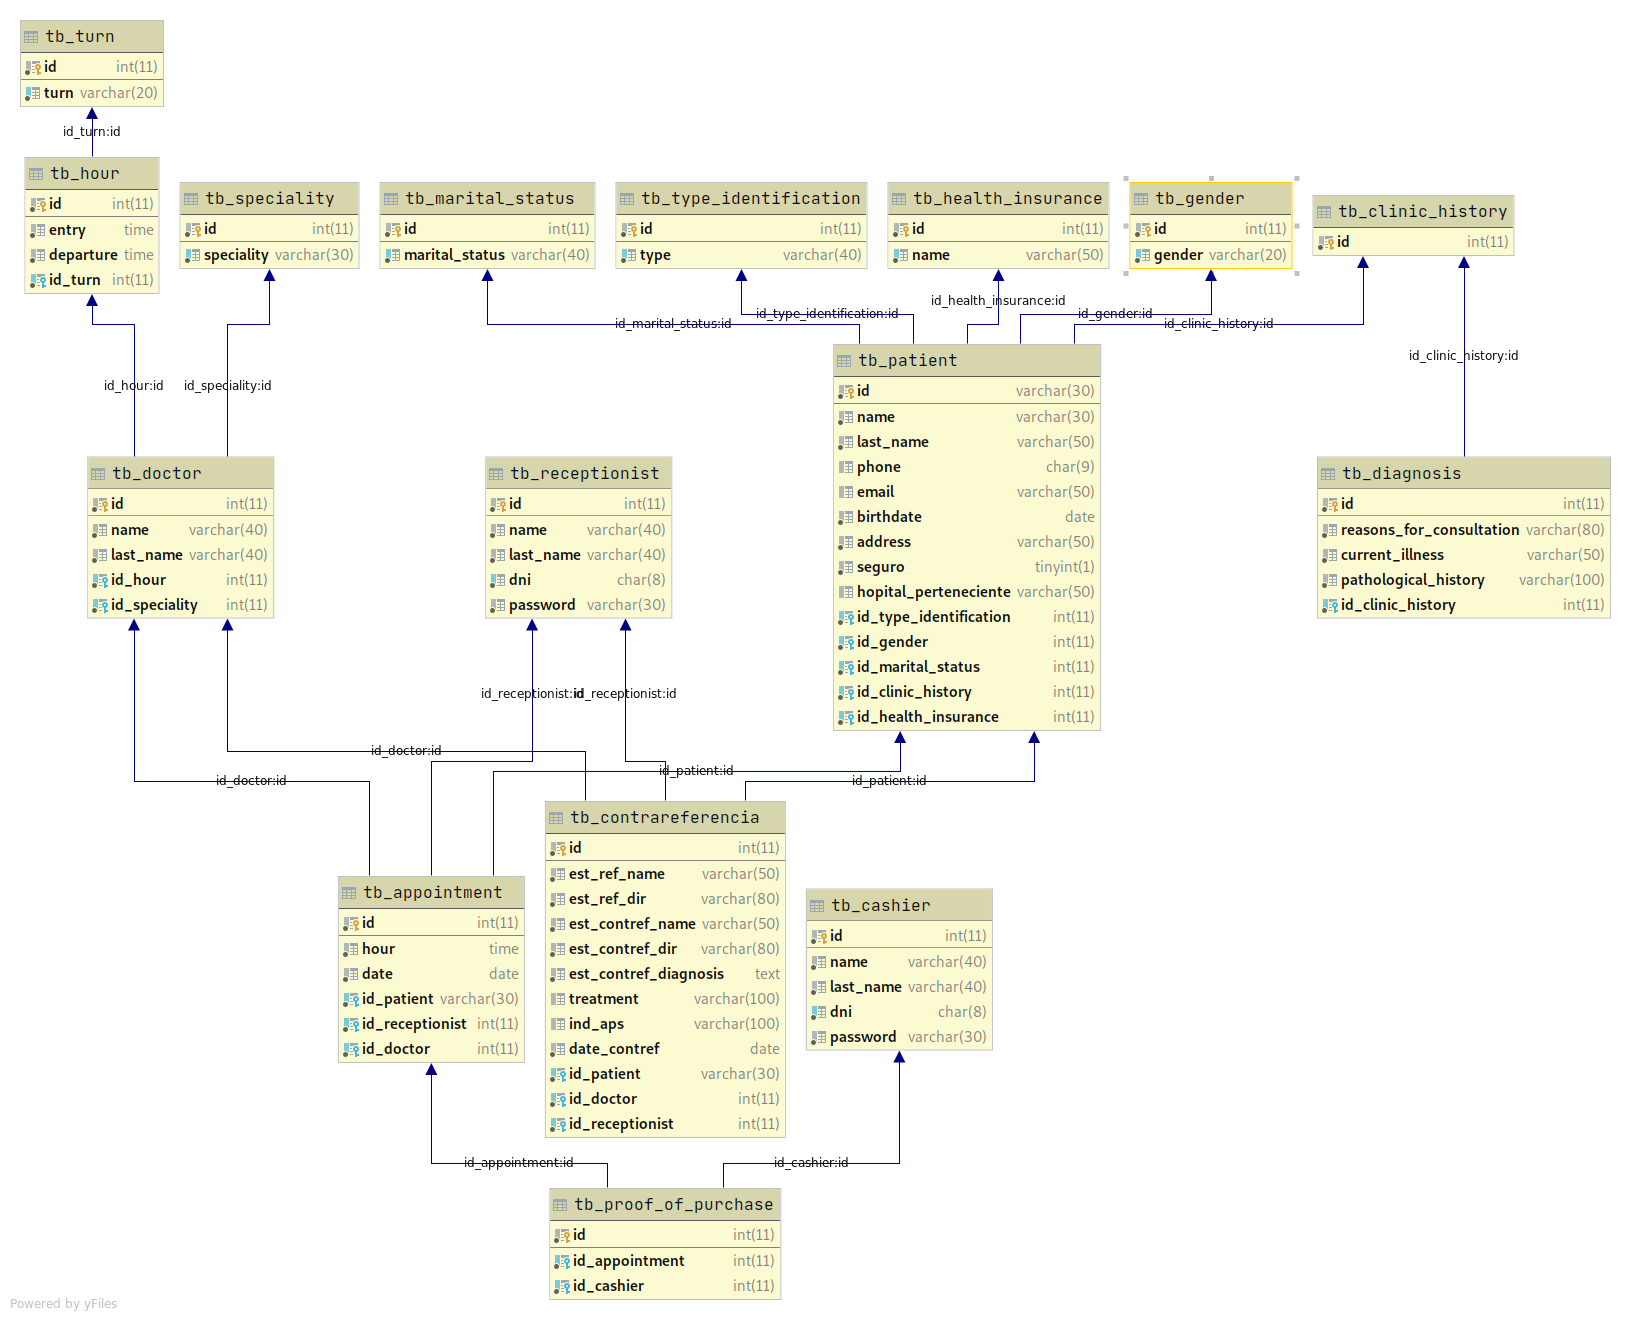 tb_turn
id int(11)
turn varchar(20)
id_turn:id
tb_hour
id int(11)
entry time
departure time
id_turn int(11)
tb_speciality
id int(11)
speciality varchar(30)
tb_marital_status
id int(11)
marital_status varchar(40)
tb_type_identification
id int(11)
type varchar(40)
tb_health_insurance
id int(11)
name varchar(50)
tb_gender
id int(11)
gender varchar(20)
tb_clinic_history
id int(11)
id_health_insurance:id
id_type_identification:id
id_gender:id
id_marital_status:id
id_clinic_history:id
id_clinic_history:id
id_hour:id
id_speciality:id
tb_patient
id varchar(30)
name varchar(30)
last_name varchar(50)
phone char(9)
email varchar(50)
birthdate date
address varchar(50)
seguro tinyint(1)
hopital_perteneciente varchar(50)
id_type_identification int(11)
id_gender int(11)
id_marital_status int(11)
id_clinic_history int(11)
id_health_insurance int(11)
tb_doctor
id int(11)
name varchar(40)
last_name varchar(40)
id_hour int(11)
id_speciality int(11)
tb_receptionist
id int(11)
name varchar(40)
last_name varchar(40)
dni char(8)
password varchar(30)
tb_diagnosis
id int(11)
reasons_for_consultation varchar(80)
current_illness varchar(50)
pathological_history varchar(100)
id_clinic_history int(11)
id_receptionist:id
id_receptionist:id
id_doctor:id
id_patient:id
id_doctor:id
id_patient:id
tb_contrareferencia
id int(11)
est_ref_name varchar(50)
est_ref_dir varchar(80)
est_contref_name varchar(50)
est_contref_dir varchar(80)
est_contref_diagnosis text
treatment varchar(100)
ind_aps varchar(100)
date_contref date
id_patient varchar(30)
id_doctor int(11)
id_receptionist int(11)
tb_appointment
id int(11)
hour time
date date
id_patient varchar(30)
id_receptionist int(11)
id_doctor int(11)
tb_cashier
id int(11)
name varchar(40)
last_name varchar(40)
dni char(8)
password varchar(30)
id_appointment:id
id_cashier:id
tb_proof_of_purchase
id int(11)
id_appointment int(11)
id_cashier int(11)
Powered by yFiles